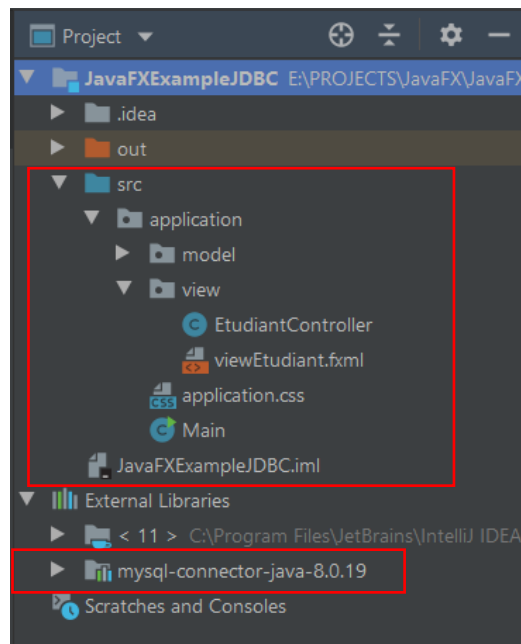 Project
JavaFXExampleJDBC E:\PROJECTS\JavaFX\JavaFX
.idea
out
src
application
model
view
EtudiantController
viewEtudiant.fxml
application.css
Main
JavaFXExampleJDBC.iml
External Libraries
< 11 > C:\Program Files\JetBrains\IntelliJ IDEA
mysql-connector-java-8.0.19
Scratches and Consoles